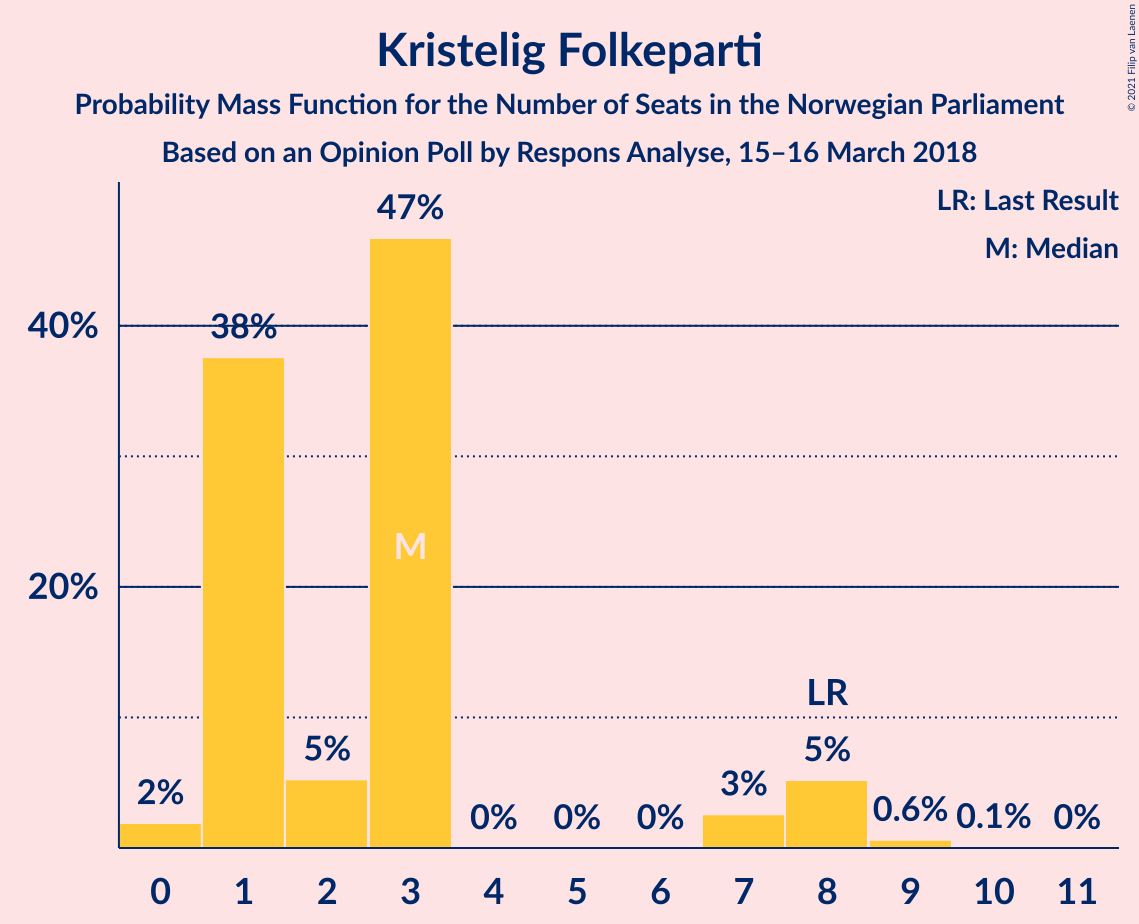 Kristelig Folkeparti
Probability Mass Function for the Number of Seats in the Norwegian Parliament
Based on an Opinion Poll by Respons Analyse, 15–16 March 2018
© 2021 Filip van Laenen
LR: Last Result
M: Median
40%
20%
2%
38%
5%
47%
M
0%
0%
0%
3%
LR
5%
0.6%
0.1%
0%
0 1 2 3 4 5 6 7 8 9 10 11